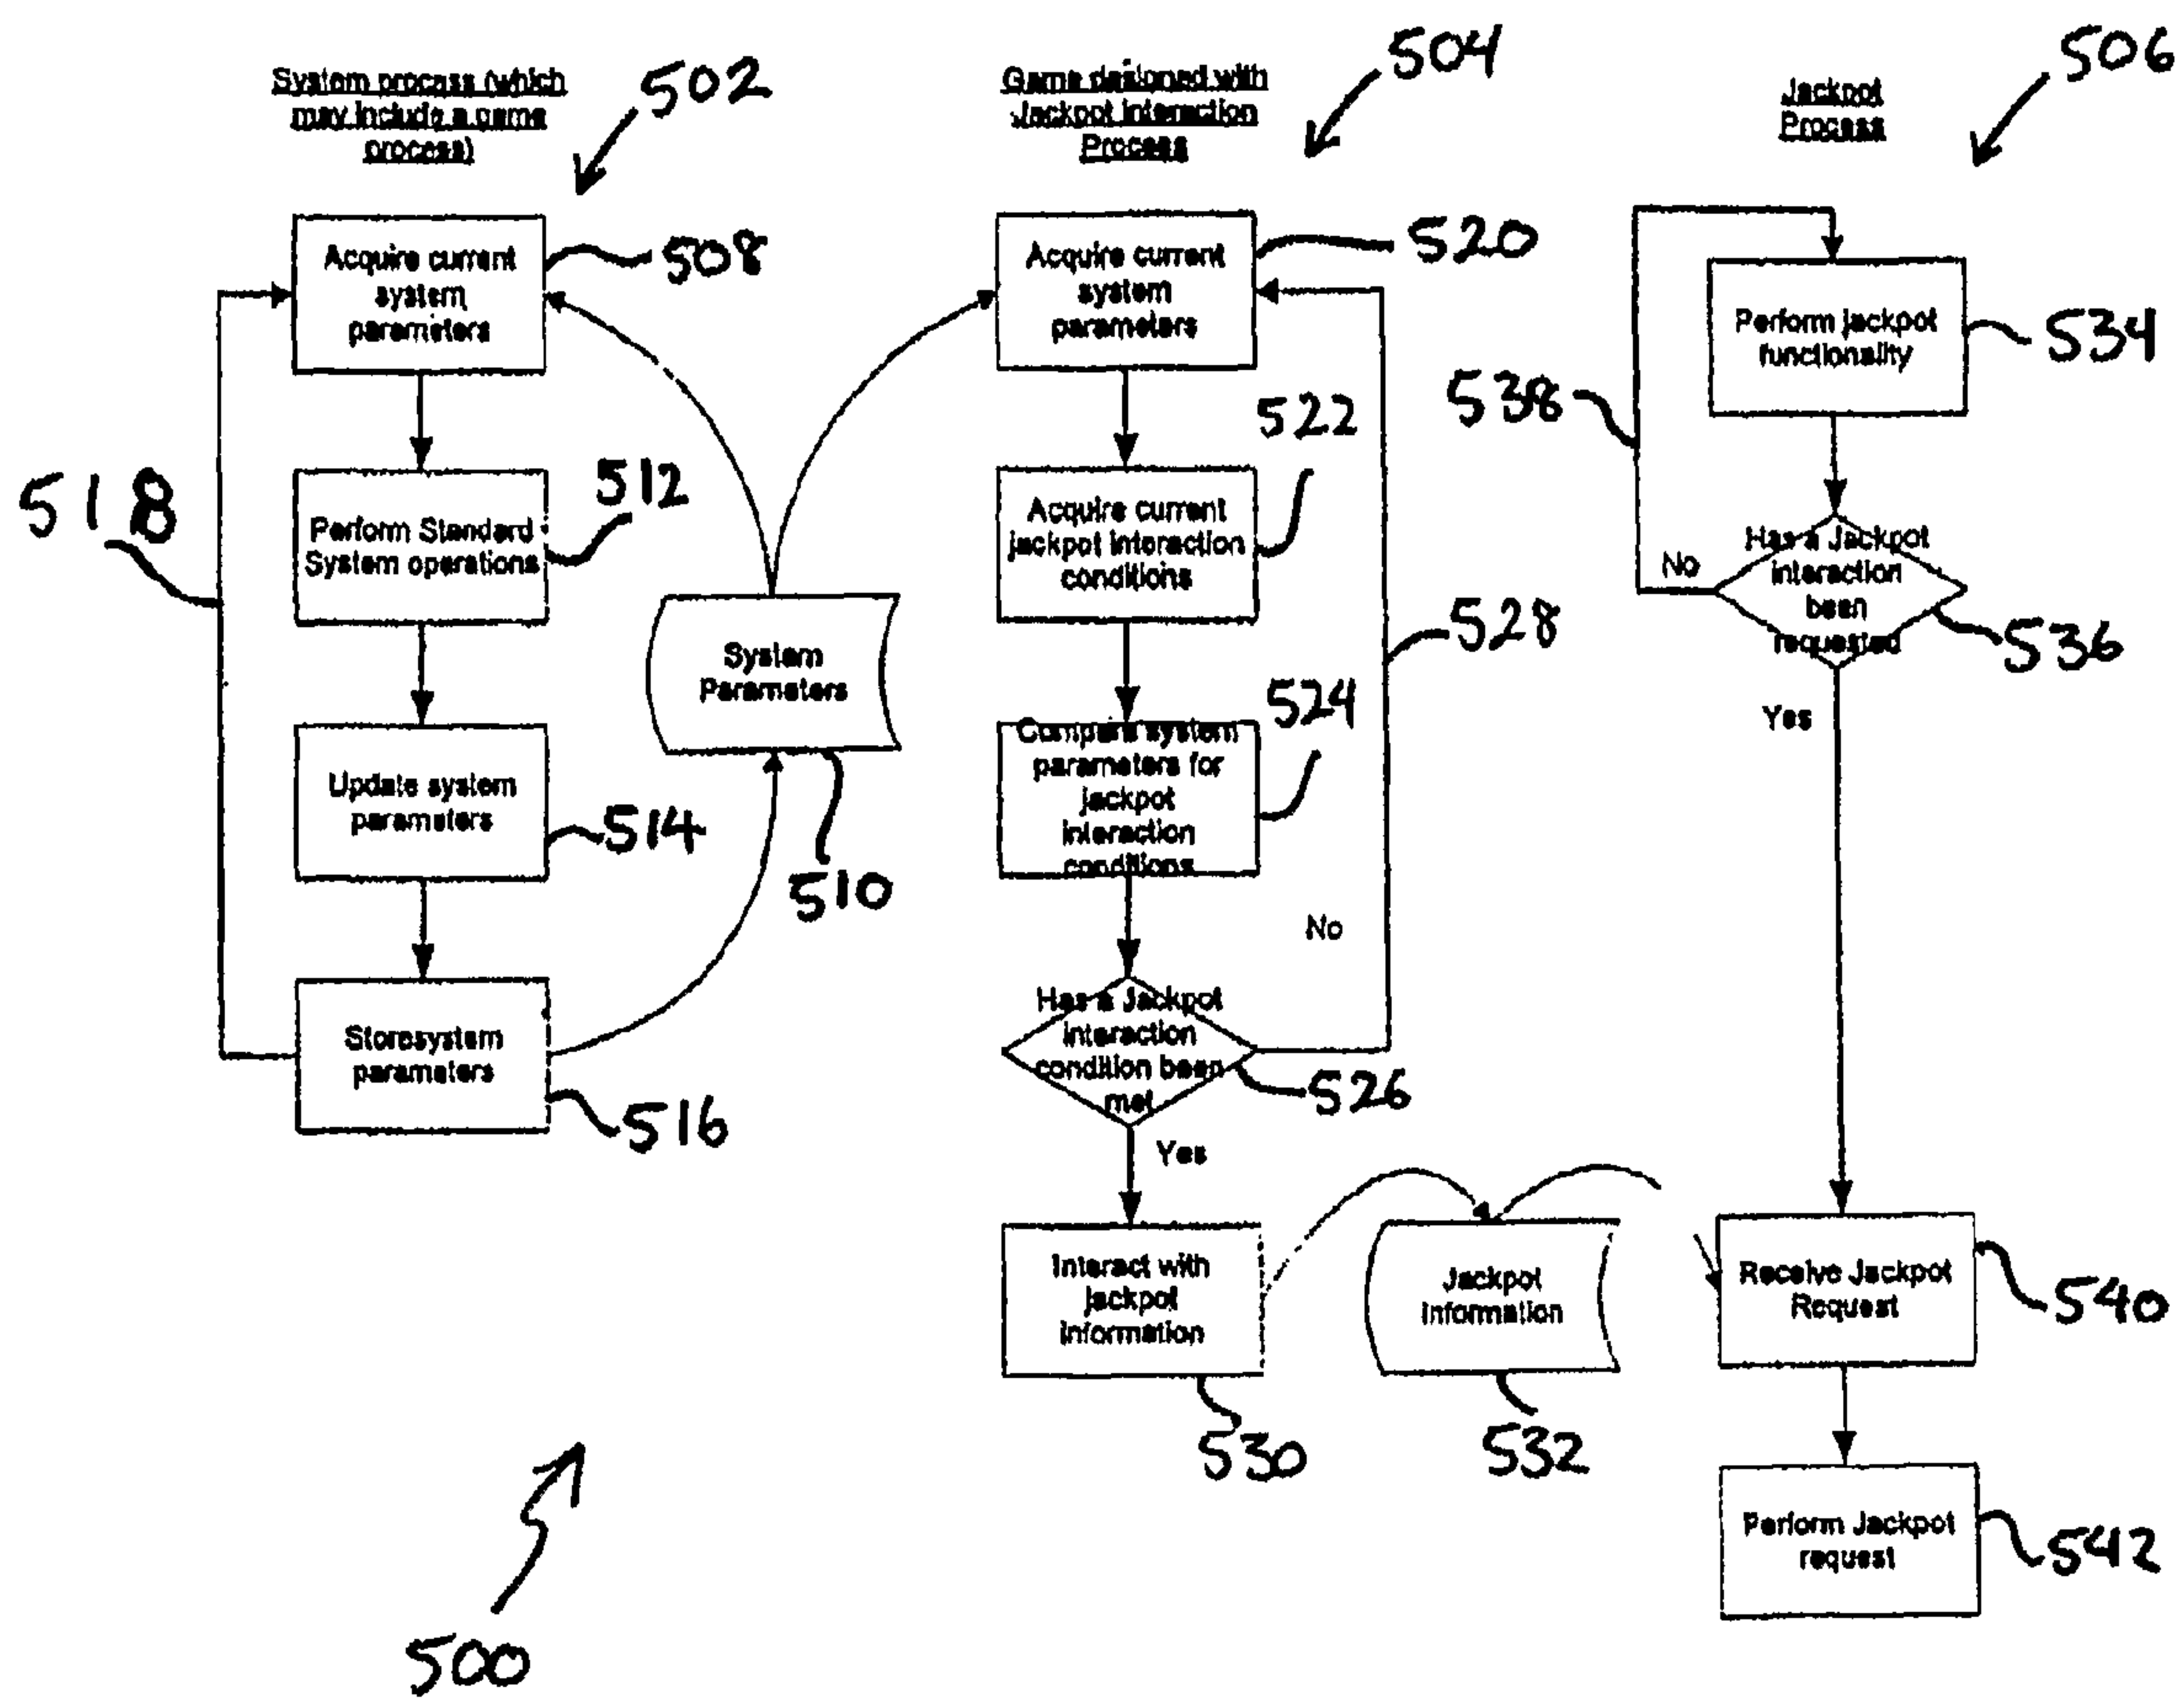 System process (which
may include a game
process)
502
Acquire current
system
parameters
508
Perform Standard
System operations
512
Update system
parameters
514
Storesystem
parameters
516
518
System
Parameters
510
Game designed with
Jackpot interaction
Process
504
Acquire current
system
parameters
520
Acquire current
jackpot interaction
conditions
522
Compare system
parameters for
jackpot
interaction
conditions
524
Has a Jackpot
interaction
condition been
met
526
No
528
Yes
Interact with
jackpot
information
530
Jackpot
information
532
Jackpot
Process
506
Perform jackpot
functionality
534
Has a Jackpot
interaction
been
requested
536
No
538
Yes
Receive Jackpot
Request
540
Perform Jackpot
request
542
500